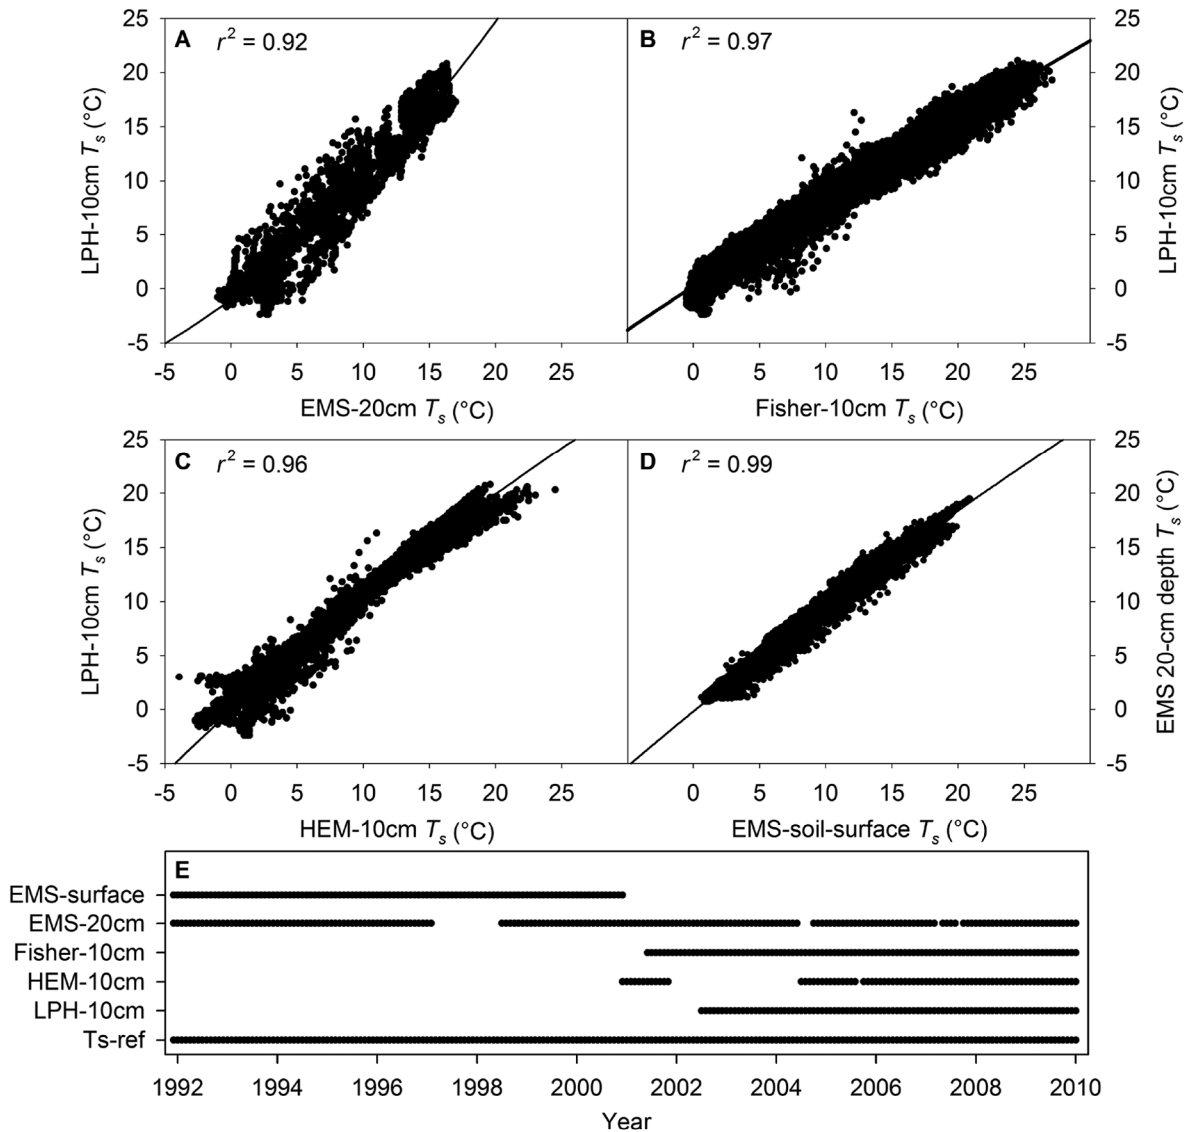 A r² = 0.92
25
20
15
10
5
0
-5
LPH-10cm Ts (°C)
-5 0 5 10 15 20 25
EMS-20cm Ts (°C)
B r² = 0.97
25
20
15
10
5
0
-5
LPH-10cm Ts (°C)
0 5 10 15 20 25
Fisher-10cm Ts (°C)
C r² = 0.96
25
20
15
10
5
0
-5
LPH-10cm Ts (°C)
-5 0 5 10 15 20 25
HEM-10cm Ts (°C)
D r² = 0.99
25
20
15
10
5
0
-5
EMS 20-cm depth Ts (°C)
0 5 10 15 20 25
EMS-soil-surface Ts (°C)
E
EMS-surface
EMS-20cm
Fisher-10cm
HEM-10cm
LPH-10cm
Ts-ref
1992 1994 1996 1998 2000 2002 2004 2006 2008 2010
Year